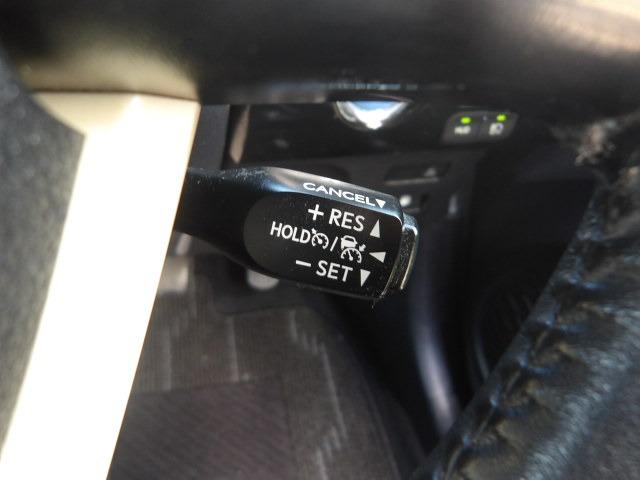 CANCEL
+ RES
HOLD /
− SET